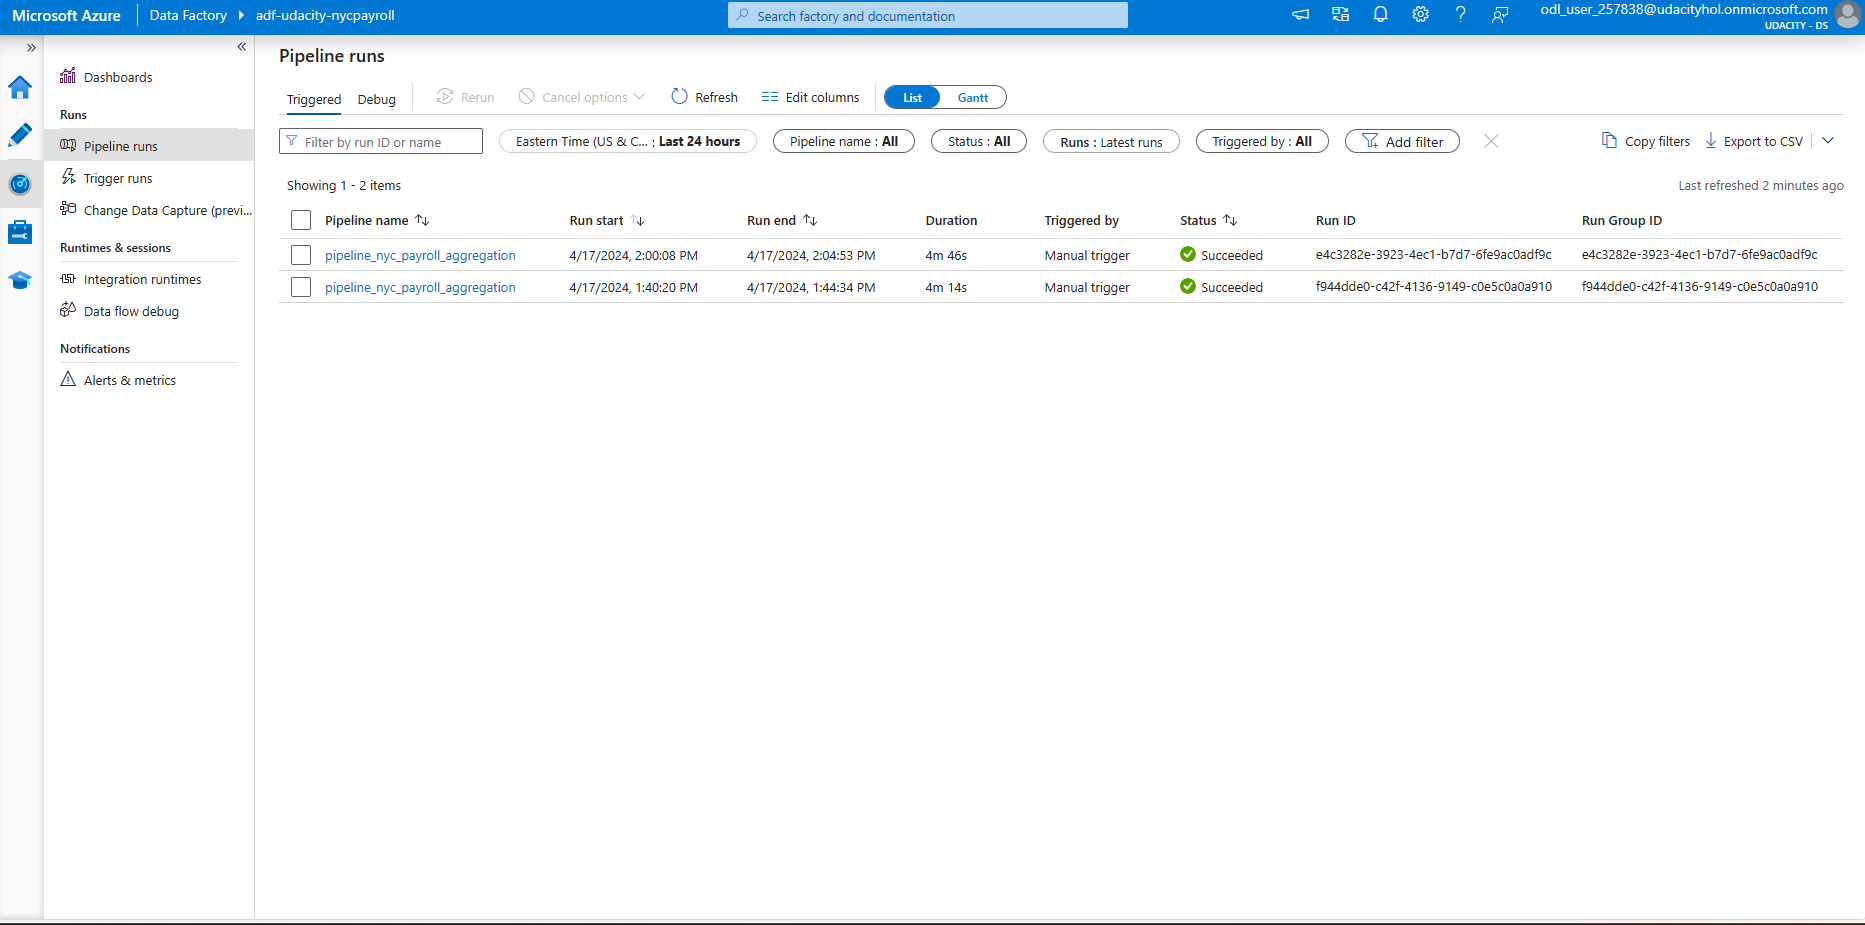 Microsoft Azure Data Factory adf-udacity-nycpayroll Search factory and documentation odl_user_257838@udacityhol.onmicrosoft.com
UDACITY - DS
Dashboards
Runs
Pipeline runs
Trigger runs
Change Data Capture (previ...
Runtimes & sessions
Integration runtimes
Data flow debug
Notifications
Alerts & metrics
Pipeline runs
Triggered Debug Rerun Cancel options Refresh Edit columns List Gantt
Filter by run ID or name Eastern Time (US & C... : Last 24 hours Pipeline name : All Status : All Runs : Latest runs Triggered by : All Add filter Copy filters Export to CSV
Showing 1 - 2 items Last refreshed 2 minutes ago
Pipeline name Run start Run end Duration Triggered by Status Run ID Run Group ID
pipeline_nyc_payroll_aggregation 4/17/2024, 2:00:08 PM 4/17/2024, 2:04:53 PM 4m 46s Manual trigger Succeeded e4c3282e-3923-4ec1-b7d7-6fe9ac0adf9c e4c3282e-3923-4ec1-b7d7-6fe9ac0adf9c
pipeline_nyc_payroll_aggregation 4/17/2024, 1:40:20 PM 4/17/2024, 1:44:34 PM 4m 14s Manual trigger Succeeded f944dde0-c42f-4136-9149-c0e5c0a0a910 f944dde0-c42f-4136-9149-c0e5c0a0a910